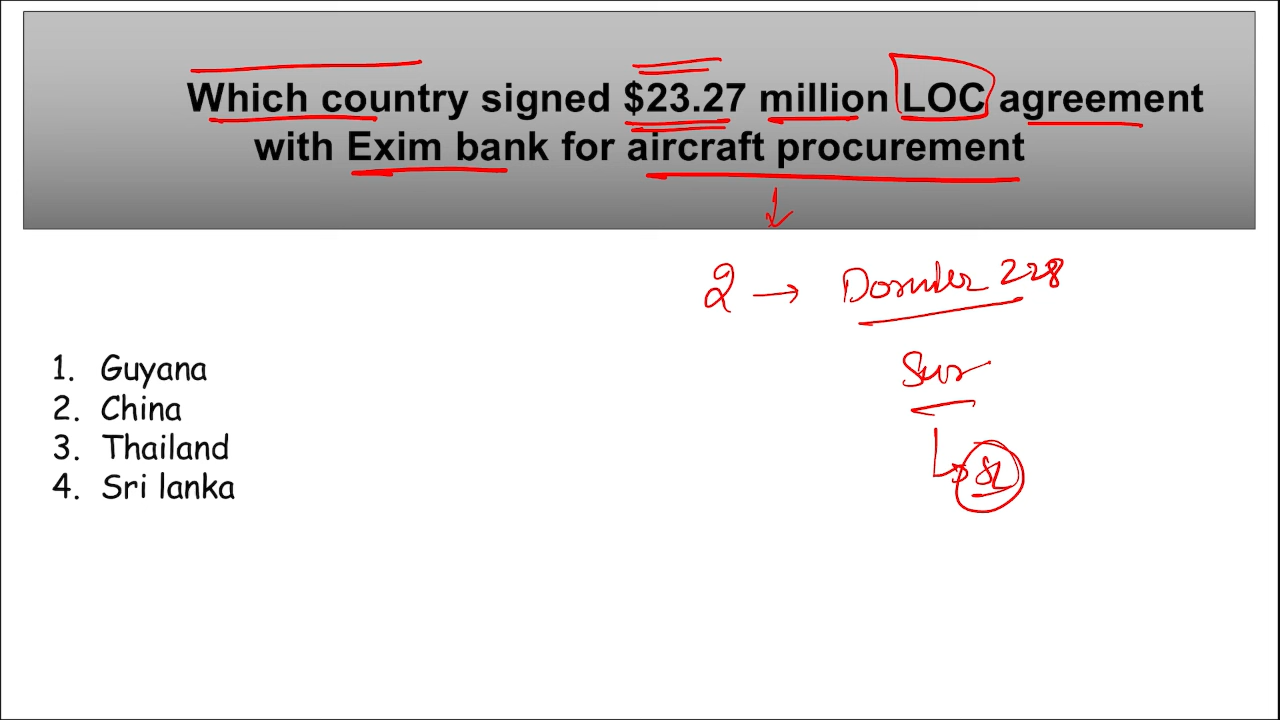 Which country signed $23.27 million LOC agreement
with Exim bank for aircraft procurement
2 → Dornier 228
1. Guyana
2. China
3. Thailand
4. Sri lanka
SL